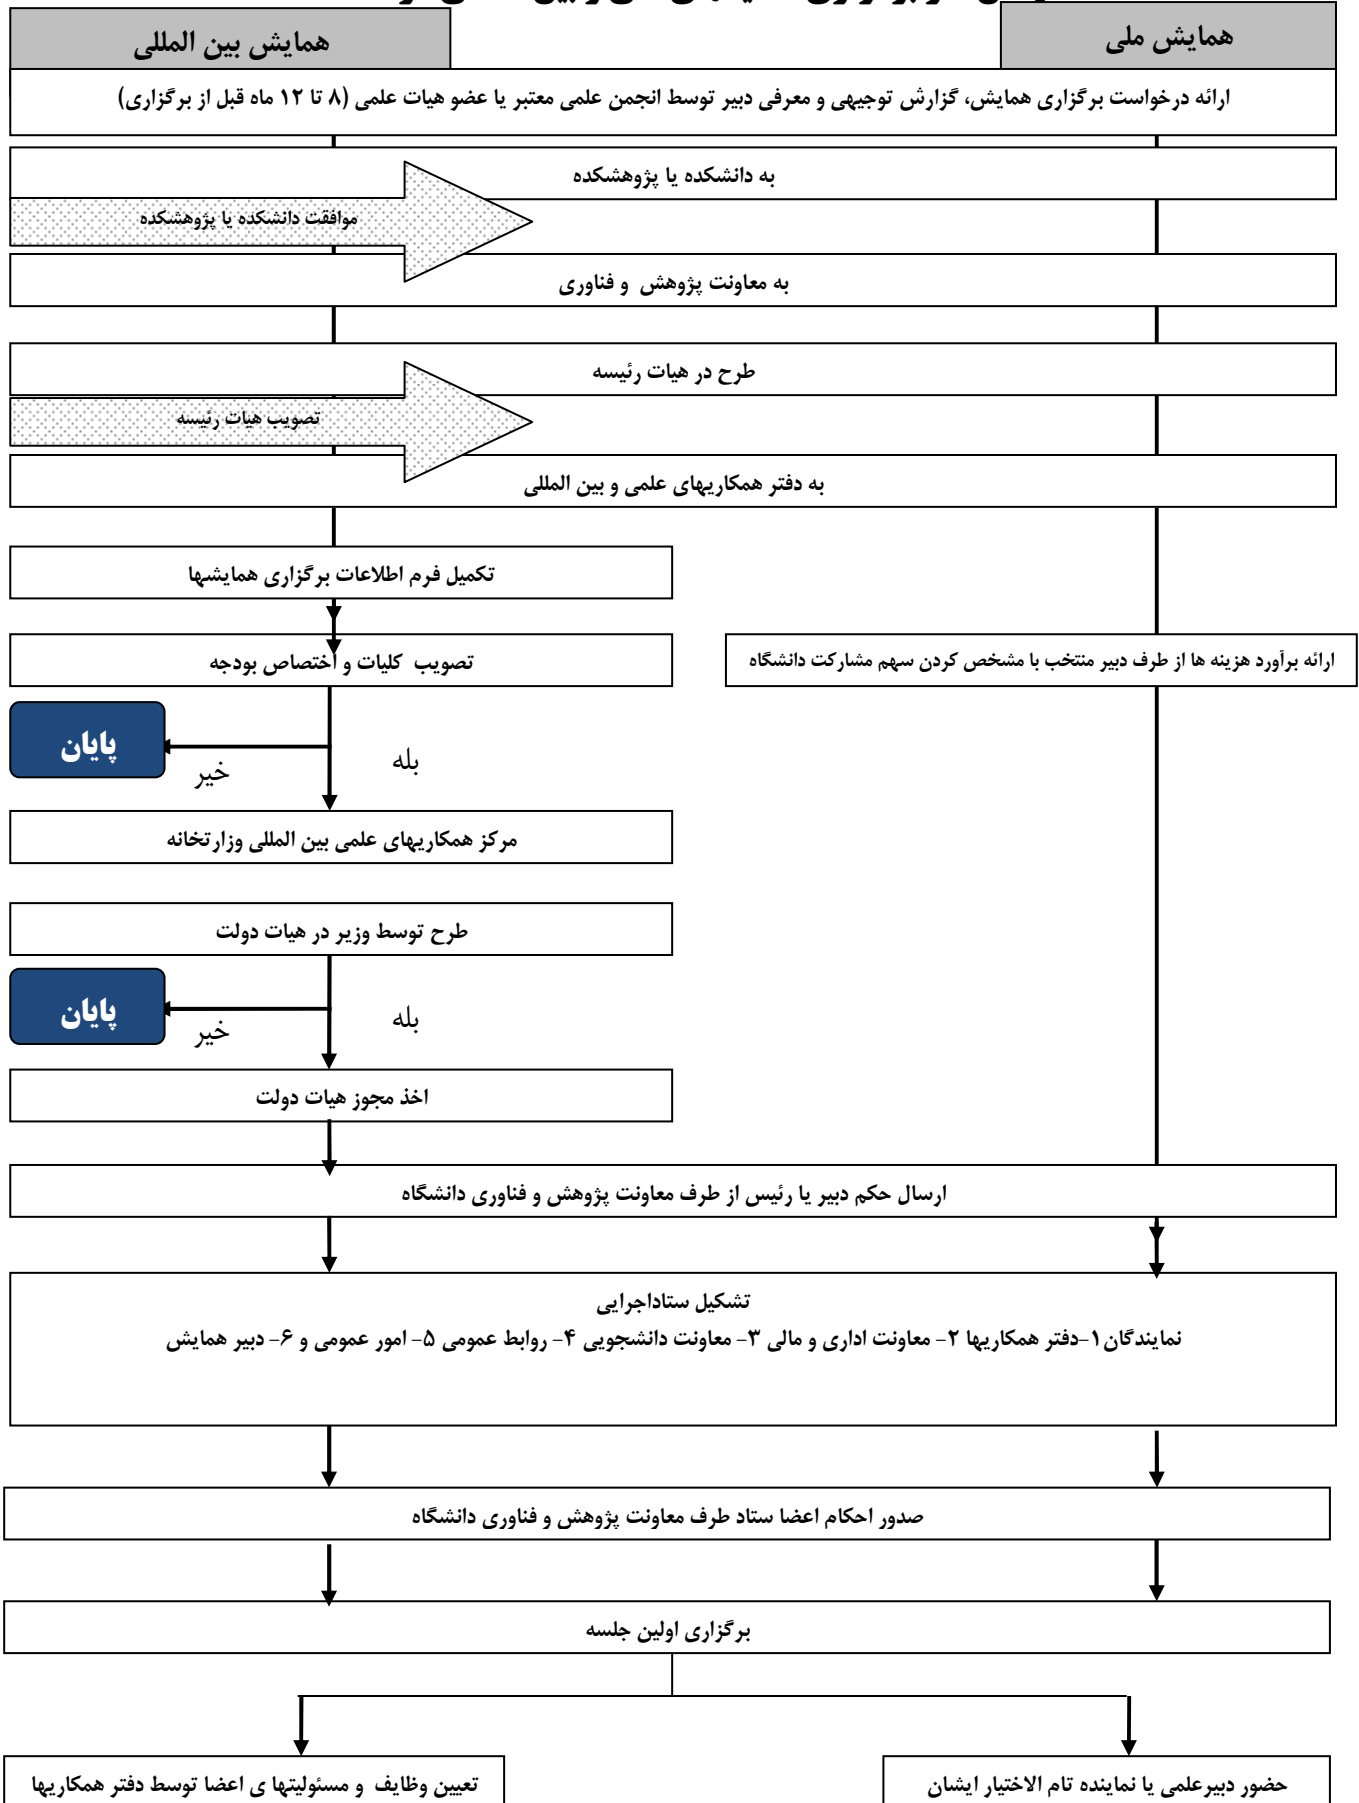 همایش ملی
همایش بین المللی
ارائه درخواست برگزاری همایش، گزارش توجیهی و معرفی دبیر توسط انجمن علمی معتبر یا عضو هیات علمی (۸ تا ۱۲ ماه قبل از برگزاری)
به دانشکده یا پژوهشکده
موافقت دانشکده یا پژوهشکده
به معاونت پژوهش و فناوری
طرح در هیات رئیسه
تصویب هیات رئیسه
به دفتر همکاریهای علمی و بین المللی
تکمیل فرم اطلاعات برگزاری همایشها
ارائه برآورد هزینه ها از طرف دبیر منتخب با مشخص کردن سهم مشارکت دانشگاه
تصویب کلیات و اختصاص بودجه
پایان
خیر
بله
مرکز همکاریهای علمی بین المللی وزارتخانه
طرح توسط وزیر در هیات دولت
پایان
خیر
بله
اخذ مجوز هیات دولت
ارسال حکم دبیر یا رئیس از طرف معاونت پژوهش و فناوری دانشگاه
تشکیل ستاداجرایی
نمایندگان۱-دفتر همکاریها ۲- معاونت اداری و مالی ۳- معاونت دانشجویی ۴- روابط عمومی ۵- امور عمومی و ۶- دبیر همایش
صدور احکام اعضا ستاد طرف معاونت پژوهش و فناوری دانشگاه
برگزاری اولین جلسه
حضور دبیرعلمی یا نماینده تام الاختیار ایشان
تعیین وظایف و مسئولیتها ی اعضا توسط دفتر همکاریها